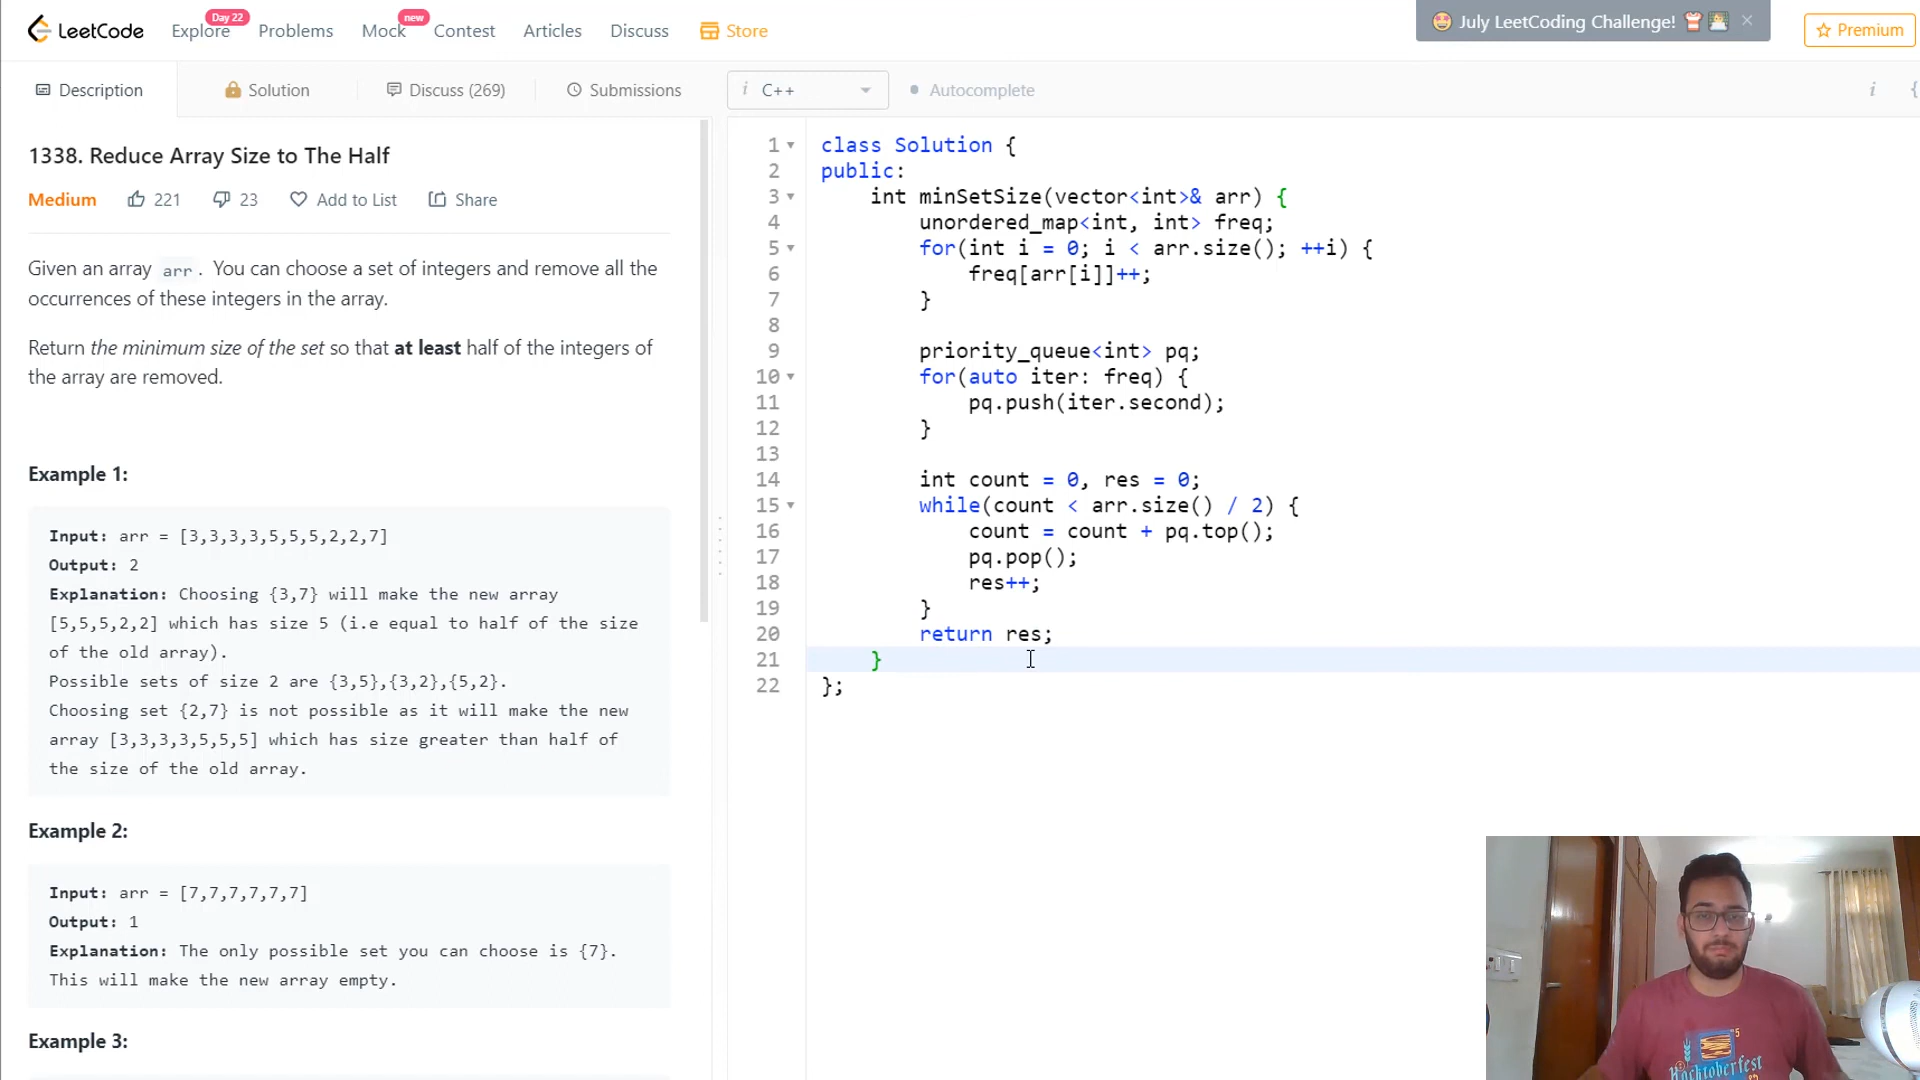 LeetCode
Explore
Day 22
Problems
Mock
new
Contest
Articles
Discuss
Store
July LeetCoding Challenge!
Premium
Description
Solution
Discuss (269)
Submissions
i C++
Autocomplete
i {
1338. Reduce Array Size to The Half
Medium
221
23
Add to List
Share
Given an array arr. You can choose a set of integers and remove all the
occurrences of these integers in the array.
Return the minimum size of the set so that at least half of the integers of
the array are removed.
Example 1:
Input: arr = [3,3,3,3,5,5,5,2,2,7]
Output: 2
Explanation: Choosing {3,7} will make the new array
[5,5,5,2,2] which has size 5 (i.e equal to half of the size
of the old array).
Possible sets of size 2 are {3,5},{3,2},{5,2}.
Choosing set {2,7} is not possible as it will make the new
array [3,3,3,3,5,5,5] which has size greater than half of
the size of the old array.
Example 2:
Input: arr = [7,7,7,7,7,7]
Output: 1
Explanation: The only possible set you can choose is {7}.
This will make the new array empty.
Example 3:
1 class Solution {
2 public:
3 int minSetSize(vector<int>& arr) {
4 unordered_map<int, int> freq;
5 for(int i = 0; i < arr.size(); ++i) {
6 freq[arr[i]]++;
7 }
8
9 priority_queue<int> pq;
10 for(auto iter: freq) {
11 pq.push(iter.second);
12 }
13
14 int count = 0, res = 0;
15 while(count < arr.size() / 2) {
16 count = count + pq.top();
17 pq.pop();
18 res++;
19 }
20 return res;
21 }
22 };
Hacktoberfest